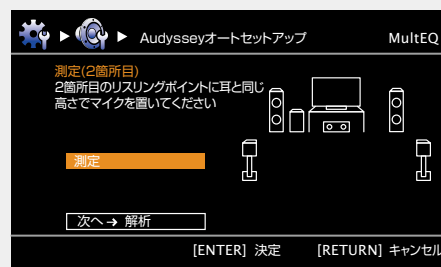 Audysseyオートセットアップ MultEQ
測定(2箇所目)
2箇所目のリスリングポイントに耳と同じ
高さでマイクを置いてください
測定
次へ→ 解析
[ENTER] 決定 [RETURN] キャンセル